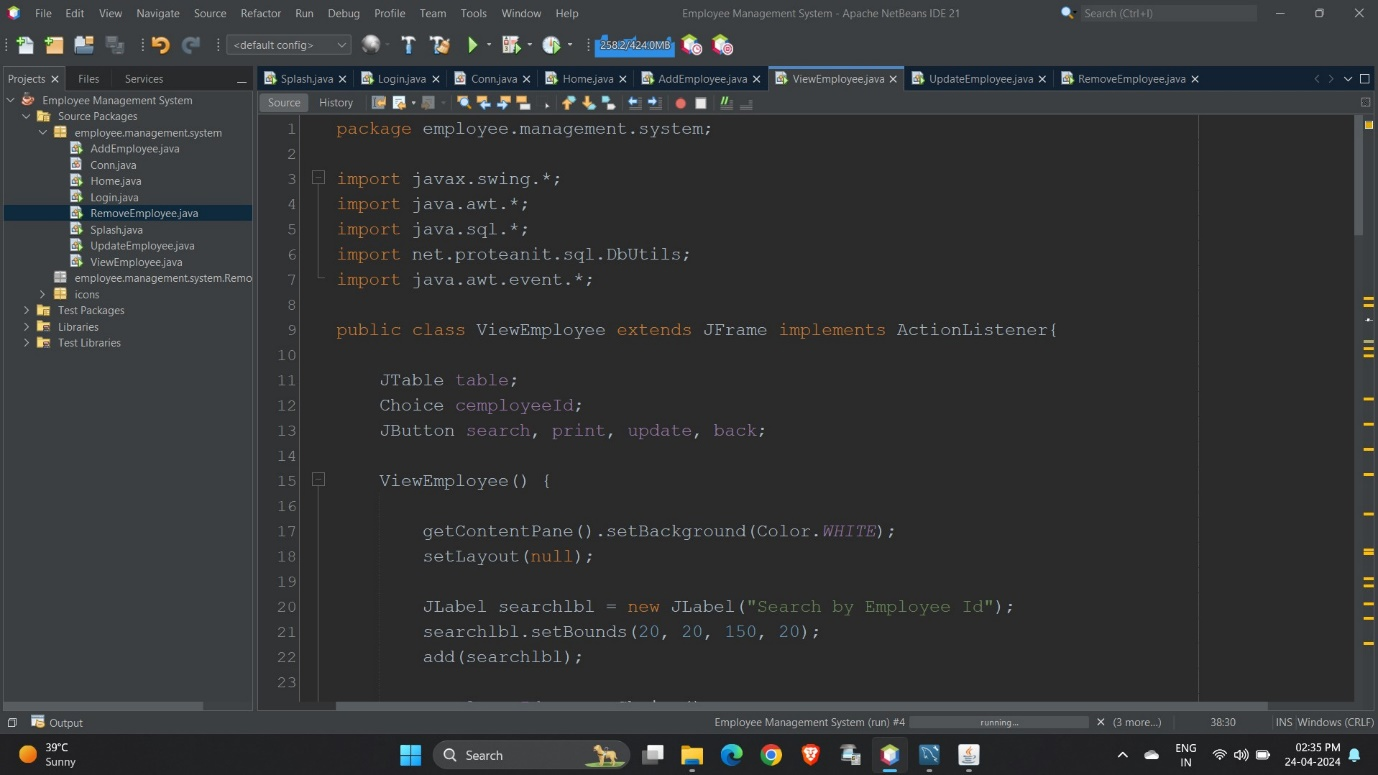 File Edit View Navigate Source Refactor Run Debug Profile Team Tools Window Help
Employee Management System - Apache NetBeans IDE 21
Search (Ctrl+I)
<default config>
258.2/424.0MB
Projects
Files
Services
Splash.java
Login.java
Conn.java
Home.java
AddEmployee.java
ViewEmployee.java
UpdateEmployee.java
RemoveEmployee.java
Employee Management System
Source Packages
employee.management.system
AddEmployee.java
Conn.java
Home.java
Login.java
RemoveEmployee.java
Splash.java
UpdateEmployee.java
ViewEmployee.java
employee.management.system.Remo
icons
Test Packages
Libraries
Test Libraries
Source
History
1 package employee.management.system;
2
3 import javax.swing.*;
4 import java.awt.*;
5 import java.sql.*;
6 import net.proteanit.sql.DbUtils;
7 import java.awt.event.*;
8
9 public class ViewEmployee extends JFrame implements ActionListener{
10
11 JTable table;
12 Choice cemployeeId;
13 JButton search, print, update, back;
14
15 ViewEmployee() {
16
17 getContentPane().setBackground(Color.WHITE);
18 setLayout(null);
19
20 JLabel searchlbl = new JLabel("Search by Employee Id");
21 searchlbl.setBounds(20, 20, 150, 20);
22 add(searchlbl);
23
Output
Employee Management System (run) #4
running...
(3 more...)
38:30
INS
Windows (CRLF)
39°C
Sunny
Search
ENG
IN
02:35 PM
24-04-2024